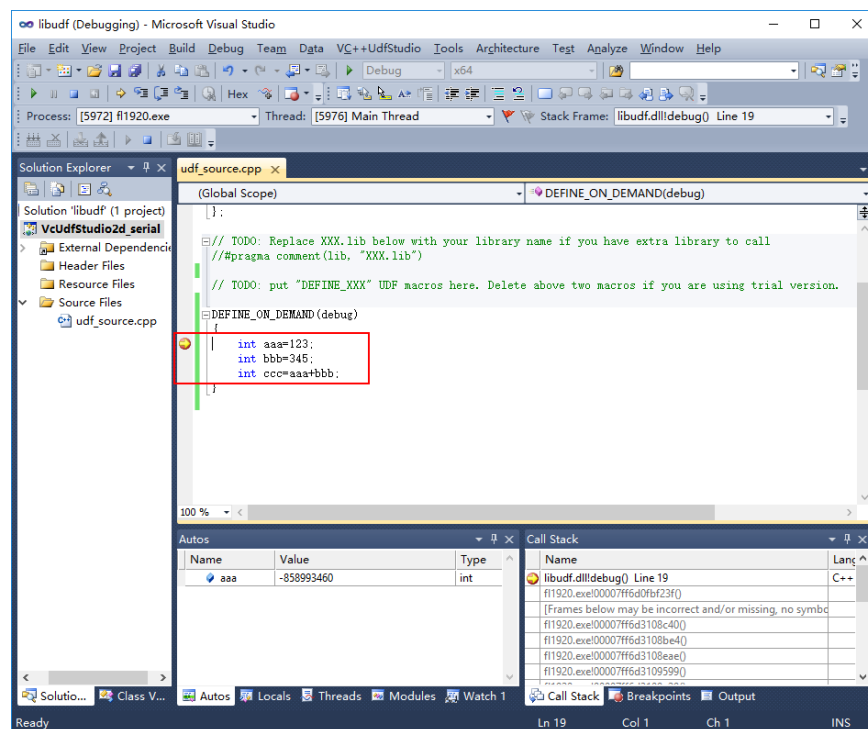 libudf (Debugging) - Microsoft Visual Studio
File Edit View Project Build Debug Team Data VC++UdfStudio Tools Architecture Test Analyze Window Help
Debug x64
Hex
Process: [5972] fl1920.exe Thread: [5976] Main Thread Stack Frame: libudf.dll!debug() Line 19
Solution Explorer
udf_source.cpp
(Global Scope) DEFINE_ON_DEMAND(debug)
Solution 'libudf' (1 project)
VcUdfStudio2d_serial
External Dependencie
Header Files
Resource Files
Source Files
udf_source.cpp
};
// TODO: Replace XXX.lib below with your library name if you have extra library to call
//#pragma comment(lib, "XXX.lib")
// TODO: put "DEFINE_XXX" UDF macros here. Delete above two macros if you are using trial version.
DEFINE_ON_DEMAND(debug)
{
int aaa=123;
int bbb=345;
int ccc=aaa+bbb;
}
100 %
Autos
Name Value Type
aaa -858993460 int
Call Stack
Name Lang
libudf.dll!debug() Line 19 C++
fl1920.exe!00007ff6d0fbf23f()
[Frames below may be incorrect and/or missing, no symbo
fl1920.exe!00007ff6d3108c40()
fl1920.exe!00007ff6d3108be4()
fl1920.exe!00007ff6d3108eae()
fl1920.exe!00007ff6d3109599()
Solutio... Class V...
Autos Locals Threads Modules Watch 1
Call Stack Breakpoints Output
Ready Ln 19 Col 1 Ch 1 INS